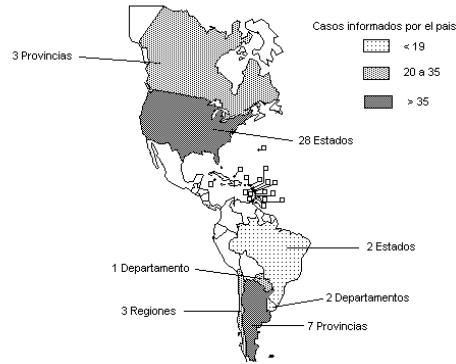 Casos informados por el pais
< 19
20 a 35
> 35
3 Provincias
28 Estados
2 Estados
1 Departamento
2 Departamentos
3 Regiones
7 Provincias